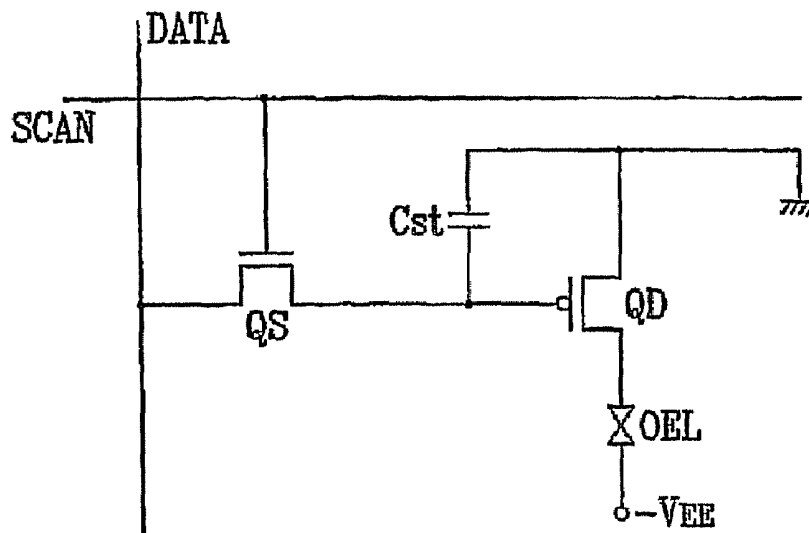 DATA
SCAN
Cst
QS
QD
OEL
-VEE